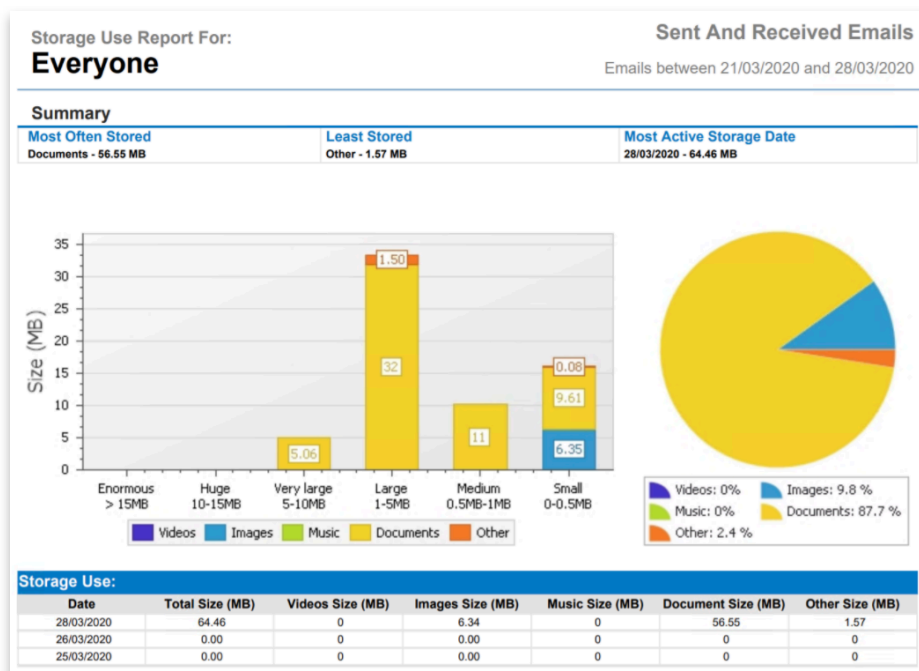 Storage Use Report For:
Everyone
Sent And Received Emails
Emails between 21/03/2020 and 28/03/2020
Summary
Most Often Stored
Documents - 56.55 MB
Least Stored
Other - 1.57 MB
Most Active Storage Date
28/03/2020 - 64.46 MB
Size (MB)
35
30
25
20
15
10
5
0
5.06
1.50
32
11
0.08
9.61
6.35
Enormous
> 15MB
Huge
10-15MB
Very large
5-10MB
Large
1-5MB
Medium
0.5MB-1MB
Small
0-0.5MB
Videos Images Music Documents Other
Videos: 0% Images: 9.8 %
Music: 0% Documents: 87.7 %
Other: 2.4 %
Storage Use:
Date Total Size (MB) Videos Size (MB) Images Size (MB) Music Size (MB) Document Size (MB) Other Size (MB)
28/03/2020 64.46 0 6.34 0 56.55 1.57
26/03/2020 0.00 0 0.00 0 0 0
25/03/2020 0.00 0 0.00 0 0 0